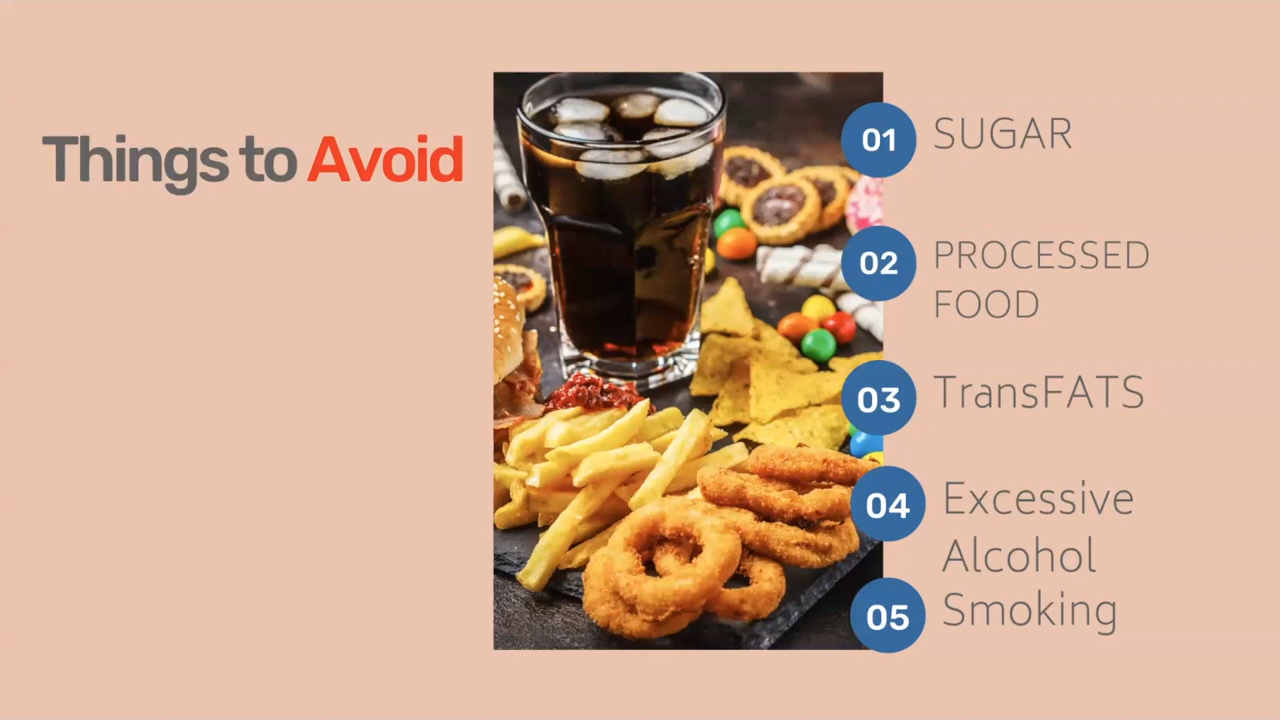 Things to Avoid
01 SUGAR
02 PROCESSED
FOOD
03 TransFATS
04 Excessive
Alcohol
05 Smoking